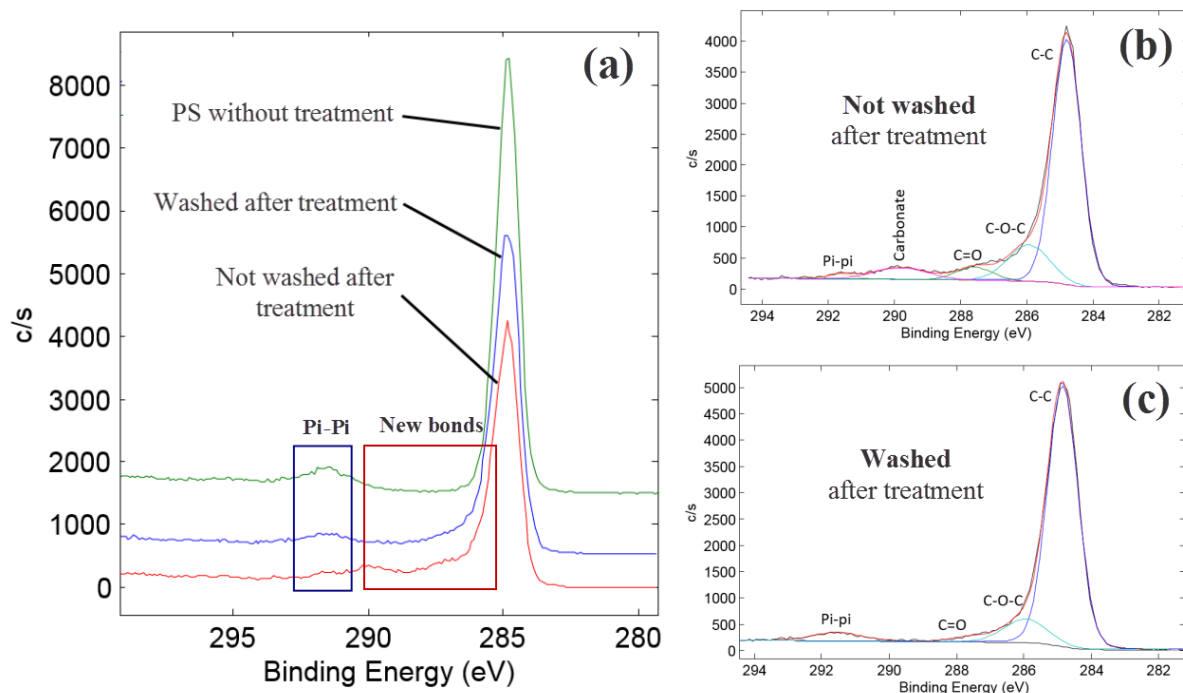 (a)
PS without treatment
Washed after treatment
Not washed after
treatment
Pi-Pi
New bonds
c/s
8000
7000
6000
5000
4000
3000
2000
1000
0
295
290
285
280
Binding Energy (eV)
(b)
C-C
Not washed
after treatment
Pi-pi
Carbonate
C=O
C-O-C
c/s
4000
3500
3000
2500
2000
1500
1000
500
0
294
292
290
288
286
284
282
Binding Energy (eV)
(c)
C-C
Washed
after treatment
Pi-pi
C=O
C-O-C
c/s
5000
4500
4000
3500
3000
2500
2000
1500
1000
500
0
294
292
290
288
286
284
282
Binding Energy (eV)